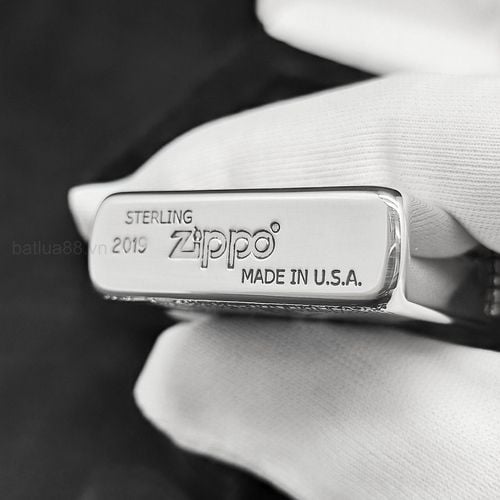 STERLING
2019 Zippo®
MADE IN U.S.A.
batlua88.vn